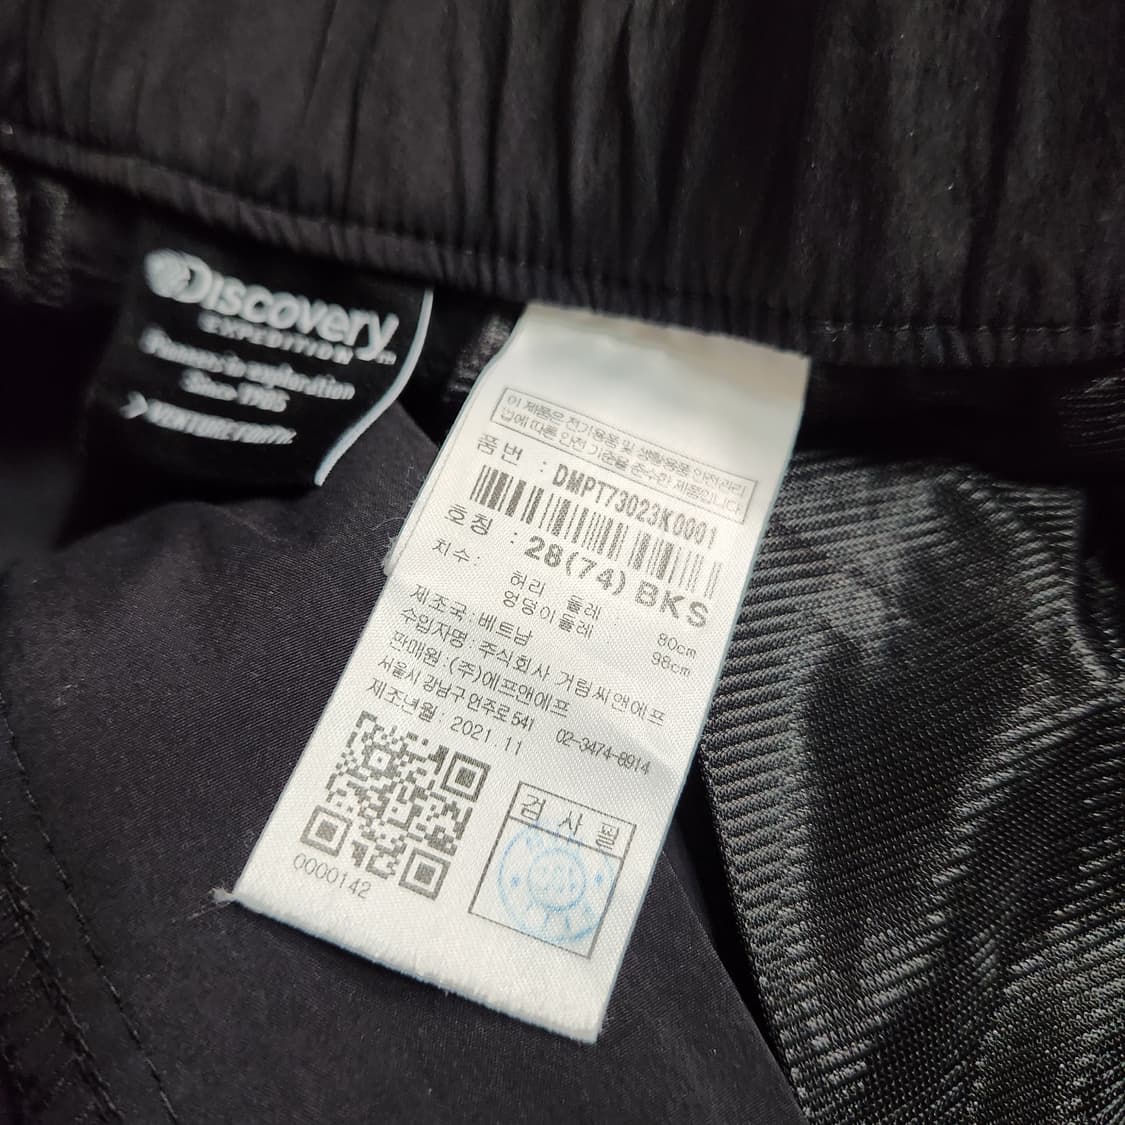 Discovery
EXPEDITION
Pioneer in exploration
Since 1985
VENTURE FORTH.
이 제품은 전기용품 및 생활용품 안전관리
법에 따른 안전 기준을 준수한 제품입니다.
품번 : DMPT73023K0001
호칭 : 28(74) BKS
치수 : 허리 둘레 : 80cm
엉덩이둘레 98cm
제조국 : 베트남
수입자명 : 주식회사 거림씨앤에프
판매원 : (주)에프앤에프
서울시 강남구 언주로 541 02-3474-8914
제조년월 : 2021.11
0000142
검 사 필